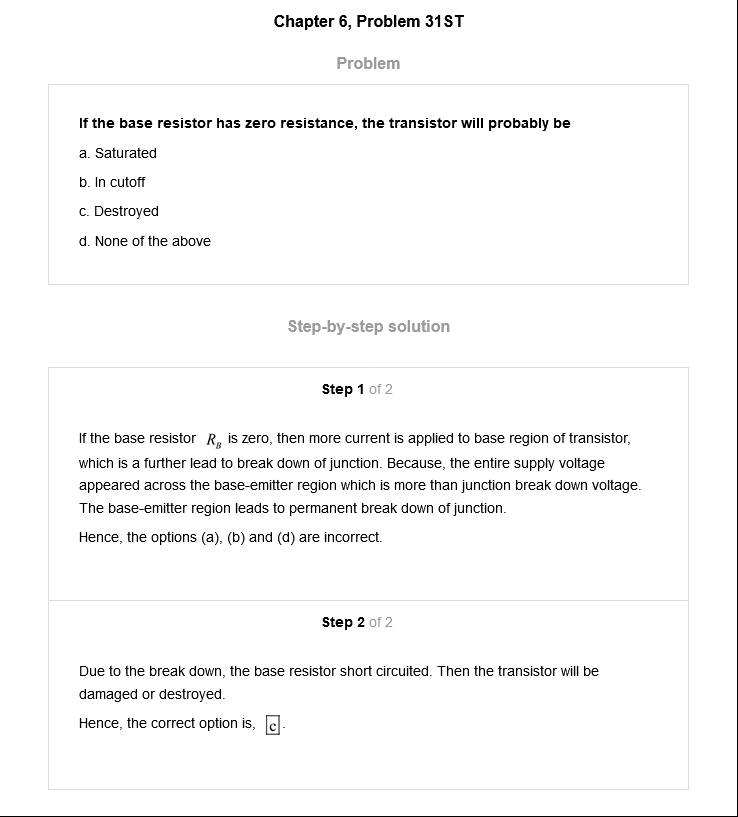 Chapter 6, Problem 31ST
Problem
If the base resistor has zero resistance, the transistor will probably be
a. Saturated
b. In cutoff
c. Destroyed
d. None of the above
Step-by-step solution
Step 1 of 2
If the base resistor R_B is zero, then more current is applied to base region of transistor,
which is a further lead to break down of junction. Because, the entire supply voltage
appeared across the base-emitter region which is more than junction break down voltage.
The base-emitter region leads to permanent break down of junction.
Hence, the options (a), (b) and (d) are incorrect.
Step 2 of 2
Due to the break down, the base resistor short circuited. Then the transistor will be
damaged or destroyed.
Hence, the correct option is, c.